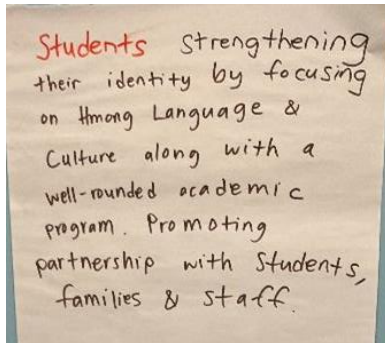 Students strengthening
their identity by focusing
on Hmong Language &
Culture along with a
well-rounded academic
program. Promoting
partnership with Students,
families & staff.